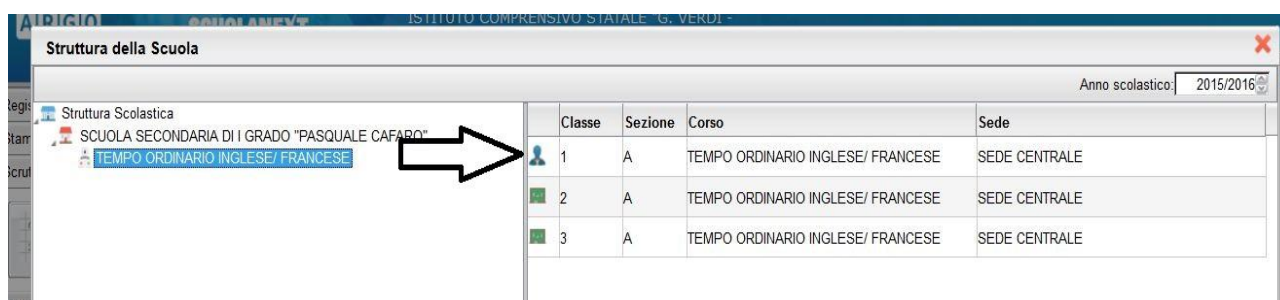 SCUOLANEXT
ISTITUTO COMPRENSIVO STATALE "G. VERDI -
Struttura della Scuola
Anno scolastico: 2015/2016
Struttura Scolastica
SCUOLA SECONDARIA DI I GRADO "PASQUALE CAFARO"
TEMPO ORDINARIO INGLESE/ FRANCESE
Classe Sezione Corso Sede
1 A TEMPO ORDINARIO INGLESE/ FRANCESE SEDE CENTRALE
2 A TEMPO ORDINARIO INGLESE/ FRANCESE SEDE CENTRALE
3 A TEMPO ORDINARIO INGLESE/ FRANCESE SEDE CENTRALE